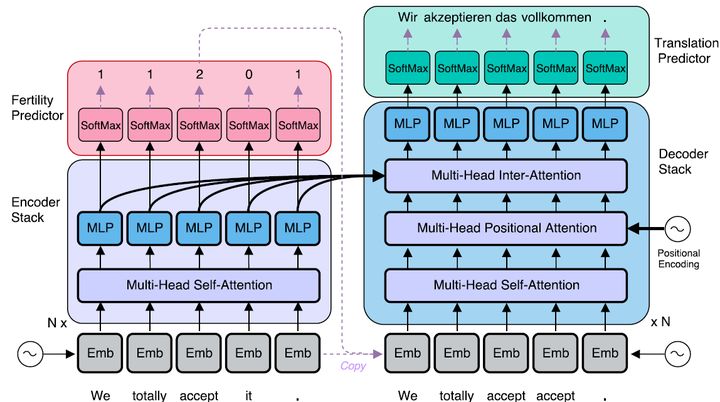 Wir akzeptieren das vollkommen .
Translation
Predictor
SoftMax SoftMax SoftMax SoftMax SoftMax
1 1 2 0 1
Fertility
Predictor
SoftMax SoftMax SoftMax SoftMax SoftMax
MLP MLP MLP MLP MLP
Decoder
Stack
Multi-Head Inter-Attention
Encoder
Stack
MLP MLP MLP MLP MLP
Multi-Head Positional Attention
Positional
Encoding
Multi-Head Self-Attention
Multi-Head Self-Attention
N x
x N
Emb Emb Emb Emb Emb
Copy
Emb Emb Emb Emb Emb
We totally accept it .
We totally accept accept .